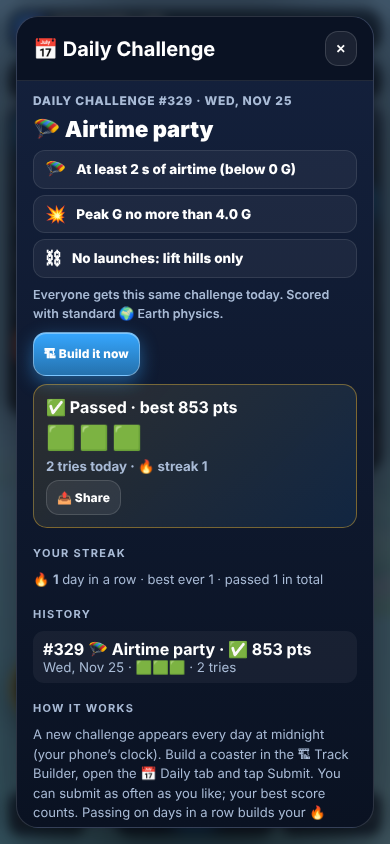 📅 Daily Challenge
×
DAILY CHALLENGE #329 · WED, NOV 25
🪂 Airtime party
🪂 At least 2 s of airtime (below 0 G)
💥 Peak G no more than 4.0 G
⛓ No launches: lift hills only
Everyone gets this same challenge today. Scored
with standard 🌍 Earth physics.
🏗 Build it now
✅ Passed · best 853 pts
🟩🟩🟩
2 tries today · 🔥 streak 1
📤 Share
YOUR STREAK
🔥 1 day in a row · best ever 1 · passed 1 in total
HISTORY
#329 🪂 Airtime party · ✅ 853 pts
Wed, Nov 25 · 🟩🟩🟩 · 2 tries
HOW IT WORKS
A new challenge appears every day at midnight
(your phone’s clock). Build a coaster in the 🏗 Track
Builder, open the 📅 Daily tab and tap Submit. You
can submit as often as you like; your best score
counts. Passing on days in a row builds your 🔥